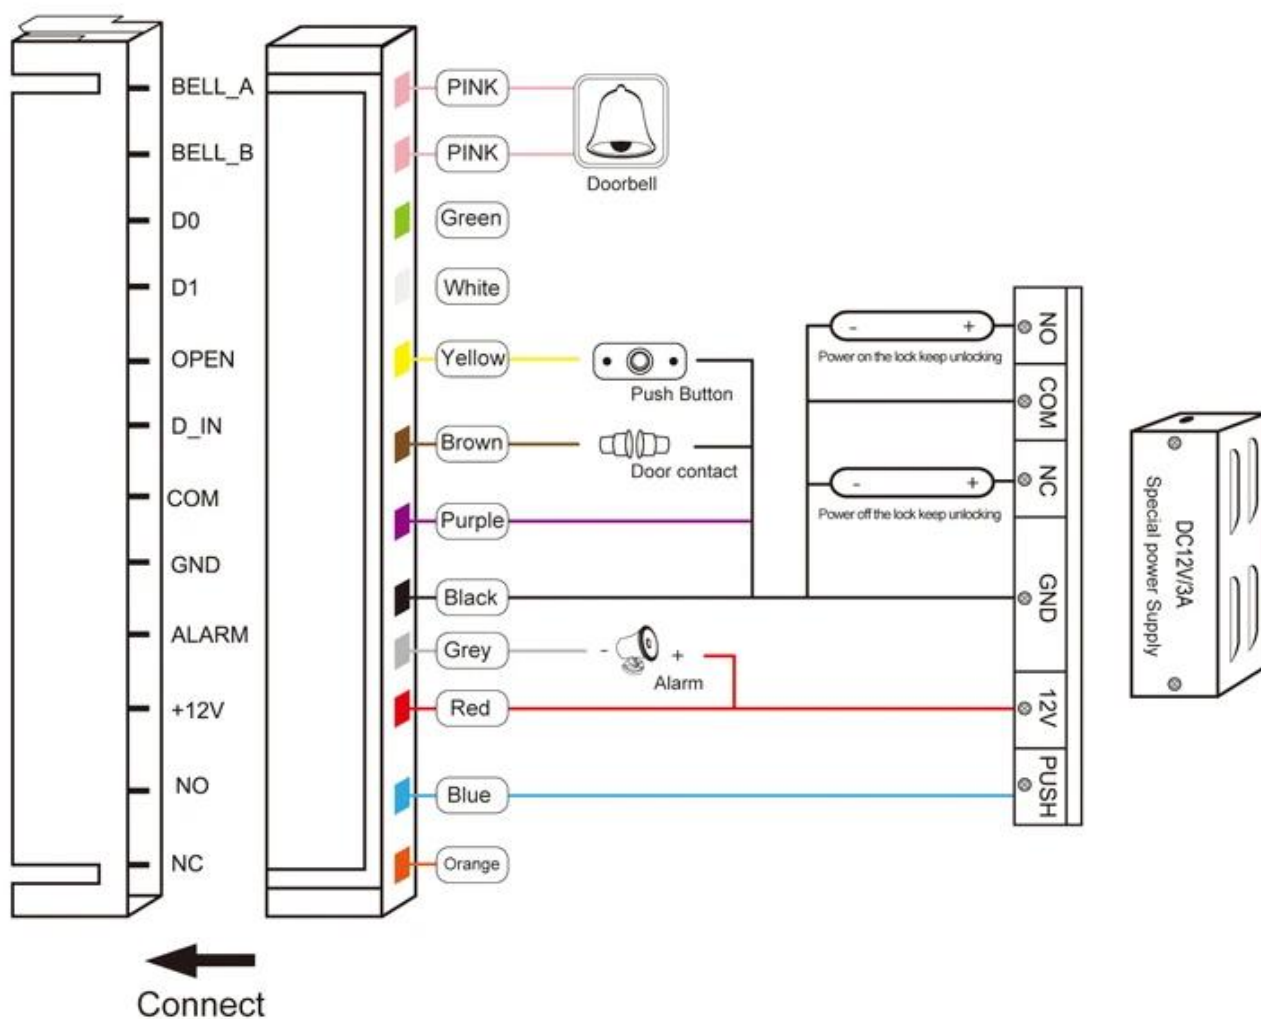 BELL_A
PINK
BELL_B
PINK
Doorbell
D0
Green
D1
White
OPEN
Yellow
Push Button
D_IN
Brown
Door contact
COM
Purple
GND
Black
ALARM
Grey
- +
Alarm
+12V
Red
NO
Blue
NC
Orange
- +
Power on the lock keep unlocking
- +
Power off the lock keep unlocking
NO
COM
NC
GND
12V
PUSH
DC12V/3A
Special power Supply
Connect